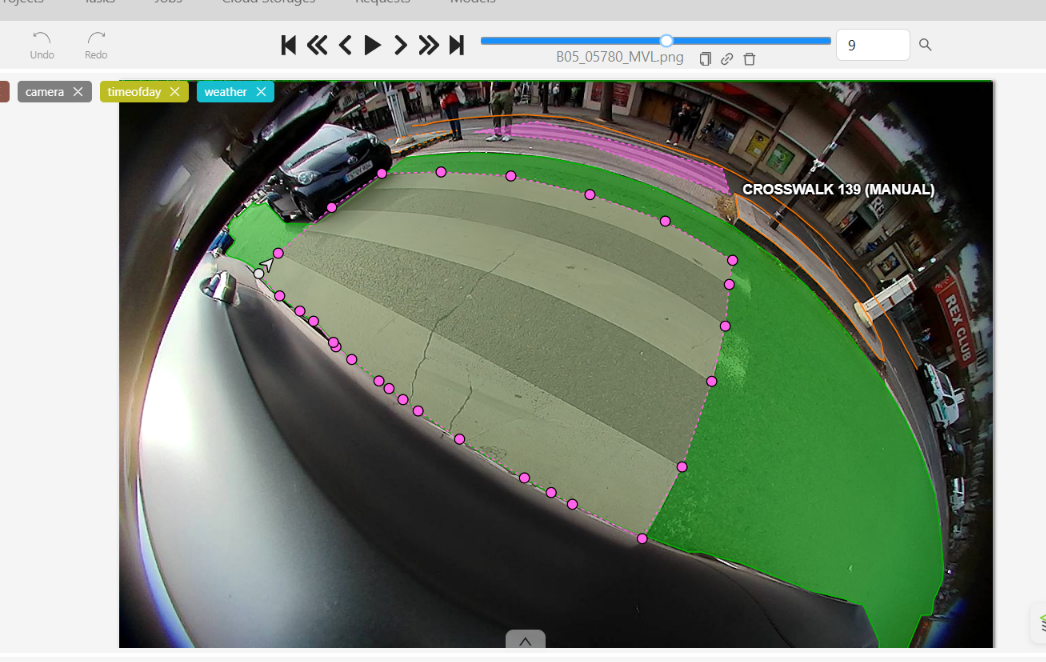 Projects Tasks Jobs Cloud Storages Requests Models
Undo
Redo
B05_05780_MVL.png
9
camera
timeofday
weather
CROSSWALK 139 (MANUAL)
REX CLUB